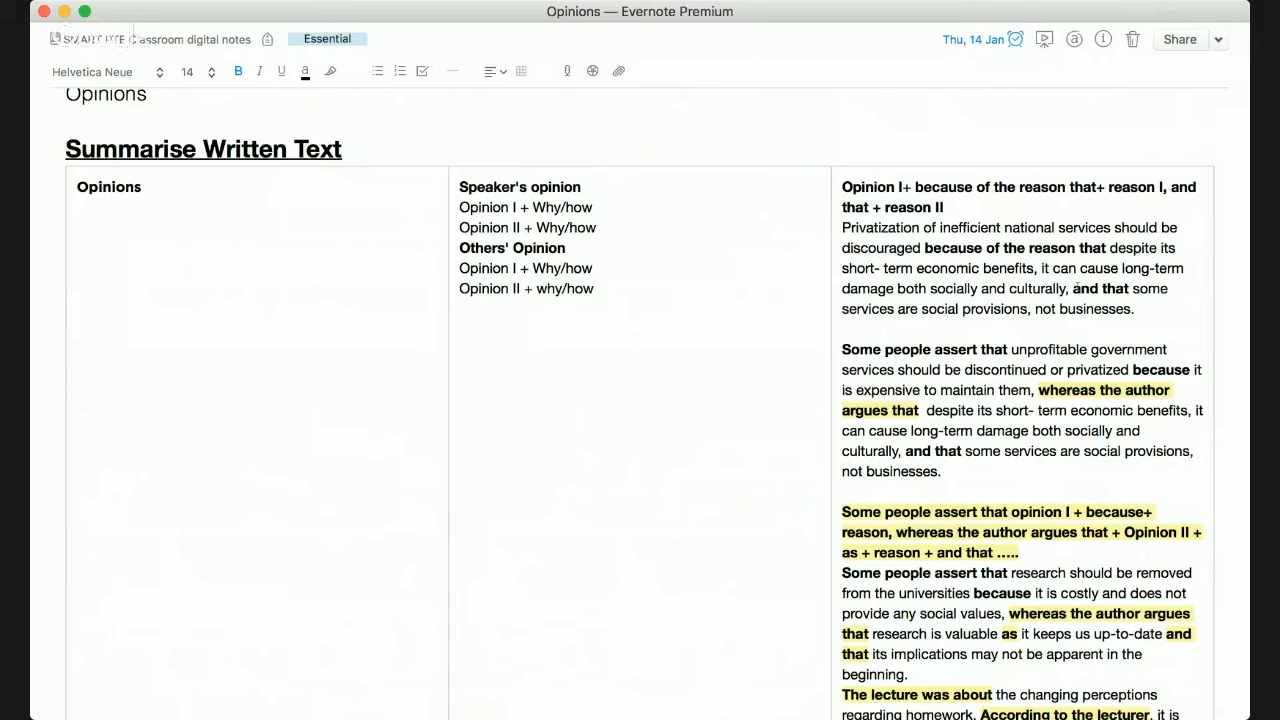 Opinions — Evernote Premium
SMART PTE Classroom digital notes
Essential
Thu, 14 Jan
Share
Helvetica Neue
14
B
I
U
a
Opinions
Summarise Written Text
Opinions
Speaker's opinion
Opinion I + Why/how
Opinion II + Why/how
Others' Opinion
Opinion I + Why/how
Opinion II + why/how
Opinion I+ because of the reason that+ reason I, and
that + reason II
Privatization of inefficient national services should be
discouraged because of the reason that despite its
short- term economic benefits, it can cause long-term
damage both socially and culturally, and that some
services are social provisions, not businesses.
Some people assert that unprofitable government
services should be discontinued or privatized because it
is expensive to maintain them, whereas the author
argues that despite its short- term economic benefits, it
can cause long-term damage both socially and
culturally, and that some services are social provisions,
not businesses.
Some people assert that opinion I + because+
reason, whereas the author argues that + Opinion II +
as + reason + and that .....
Some people assert that research should be removed
from the universities because it is costly and does not
provide any social values, whereas the author argues
that research is valuable as it keeps us up-to-date and
that its implications may not be apparent in the
beginning.
The lecture was about the changing perceptions
regarding homework. According to the lecturer, it is